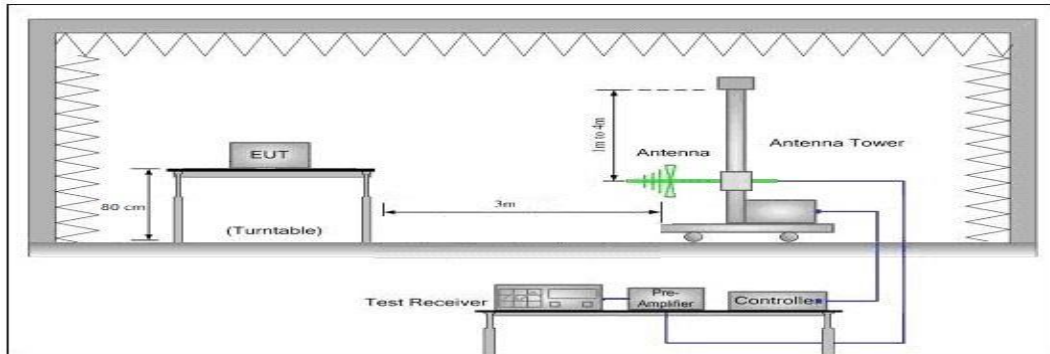 1m to 4m
EUT
Antenna
Antenna Tower
80 cm
3m
(Turntable)
Test Receiver
Pre-
Amplifier
Controller